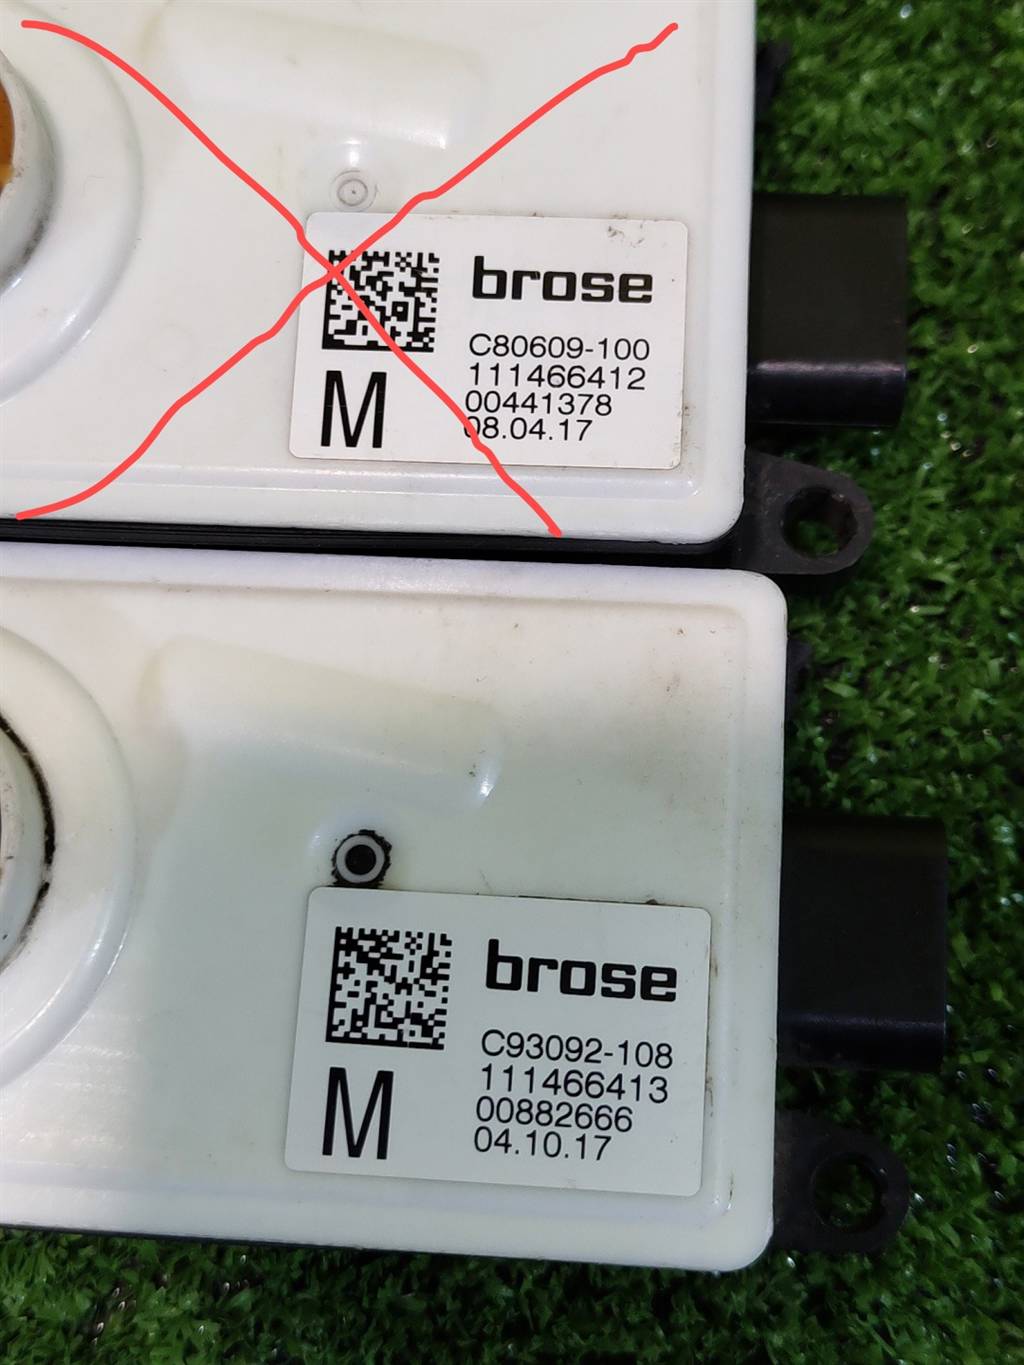 brose
C80609-100
111466412
00441378
08.04.17
M
brose
C93092-108
111466413
00882666
04.10.17
M